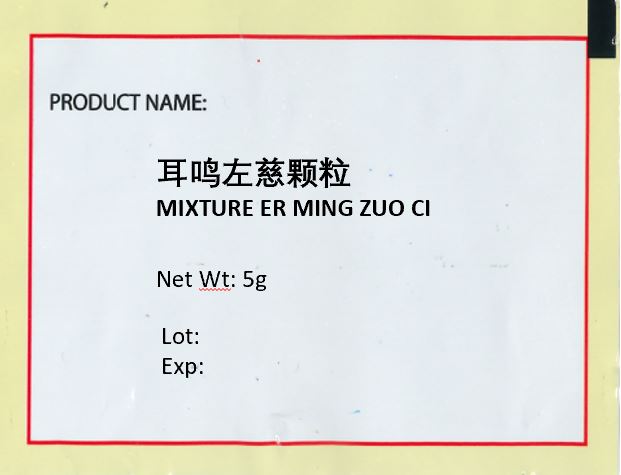 PRODUCT NAME:
耳鸣左慈颗粒
MIXTURE ER MING ZUO CI
Net Wt: 5g
Lot:
Exp: